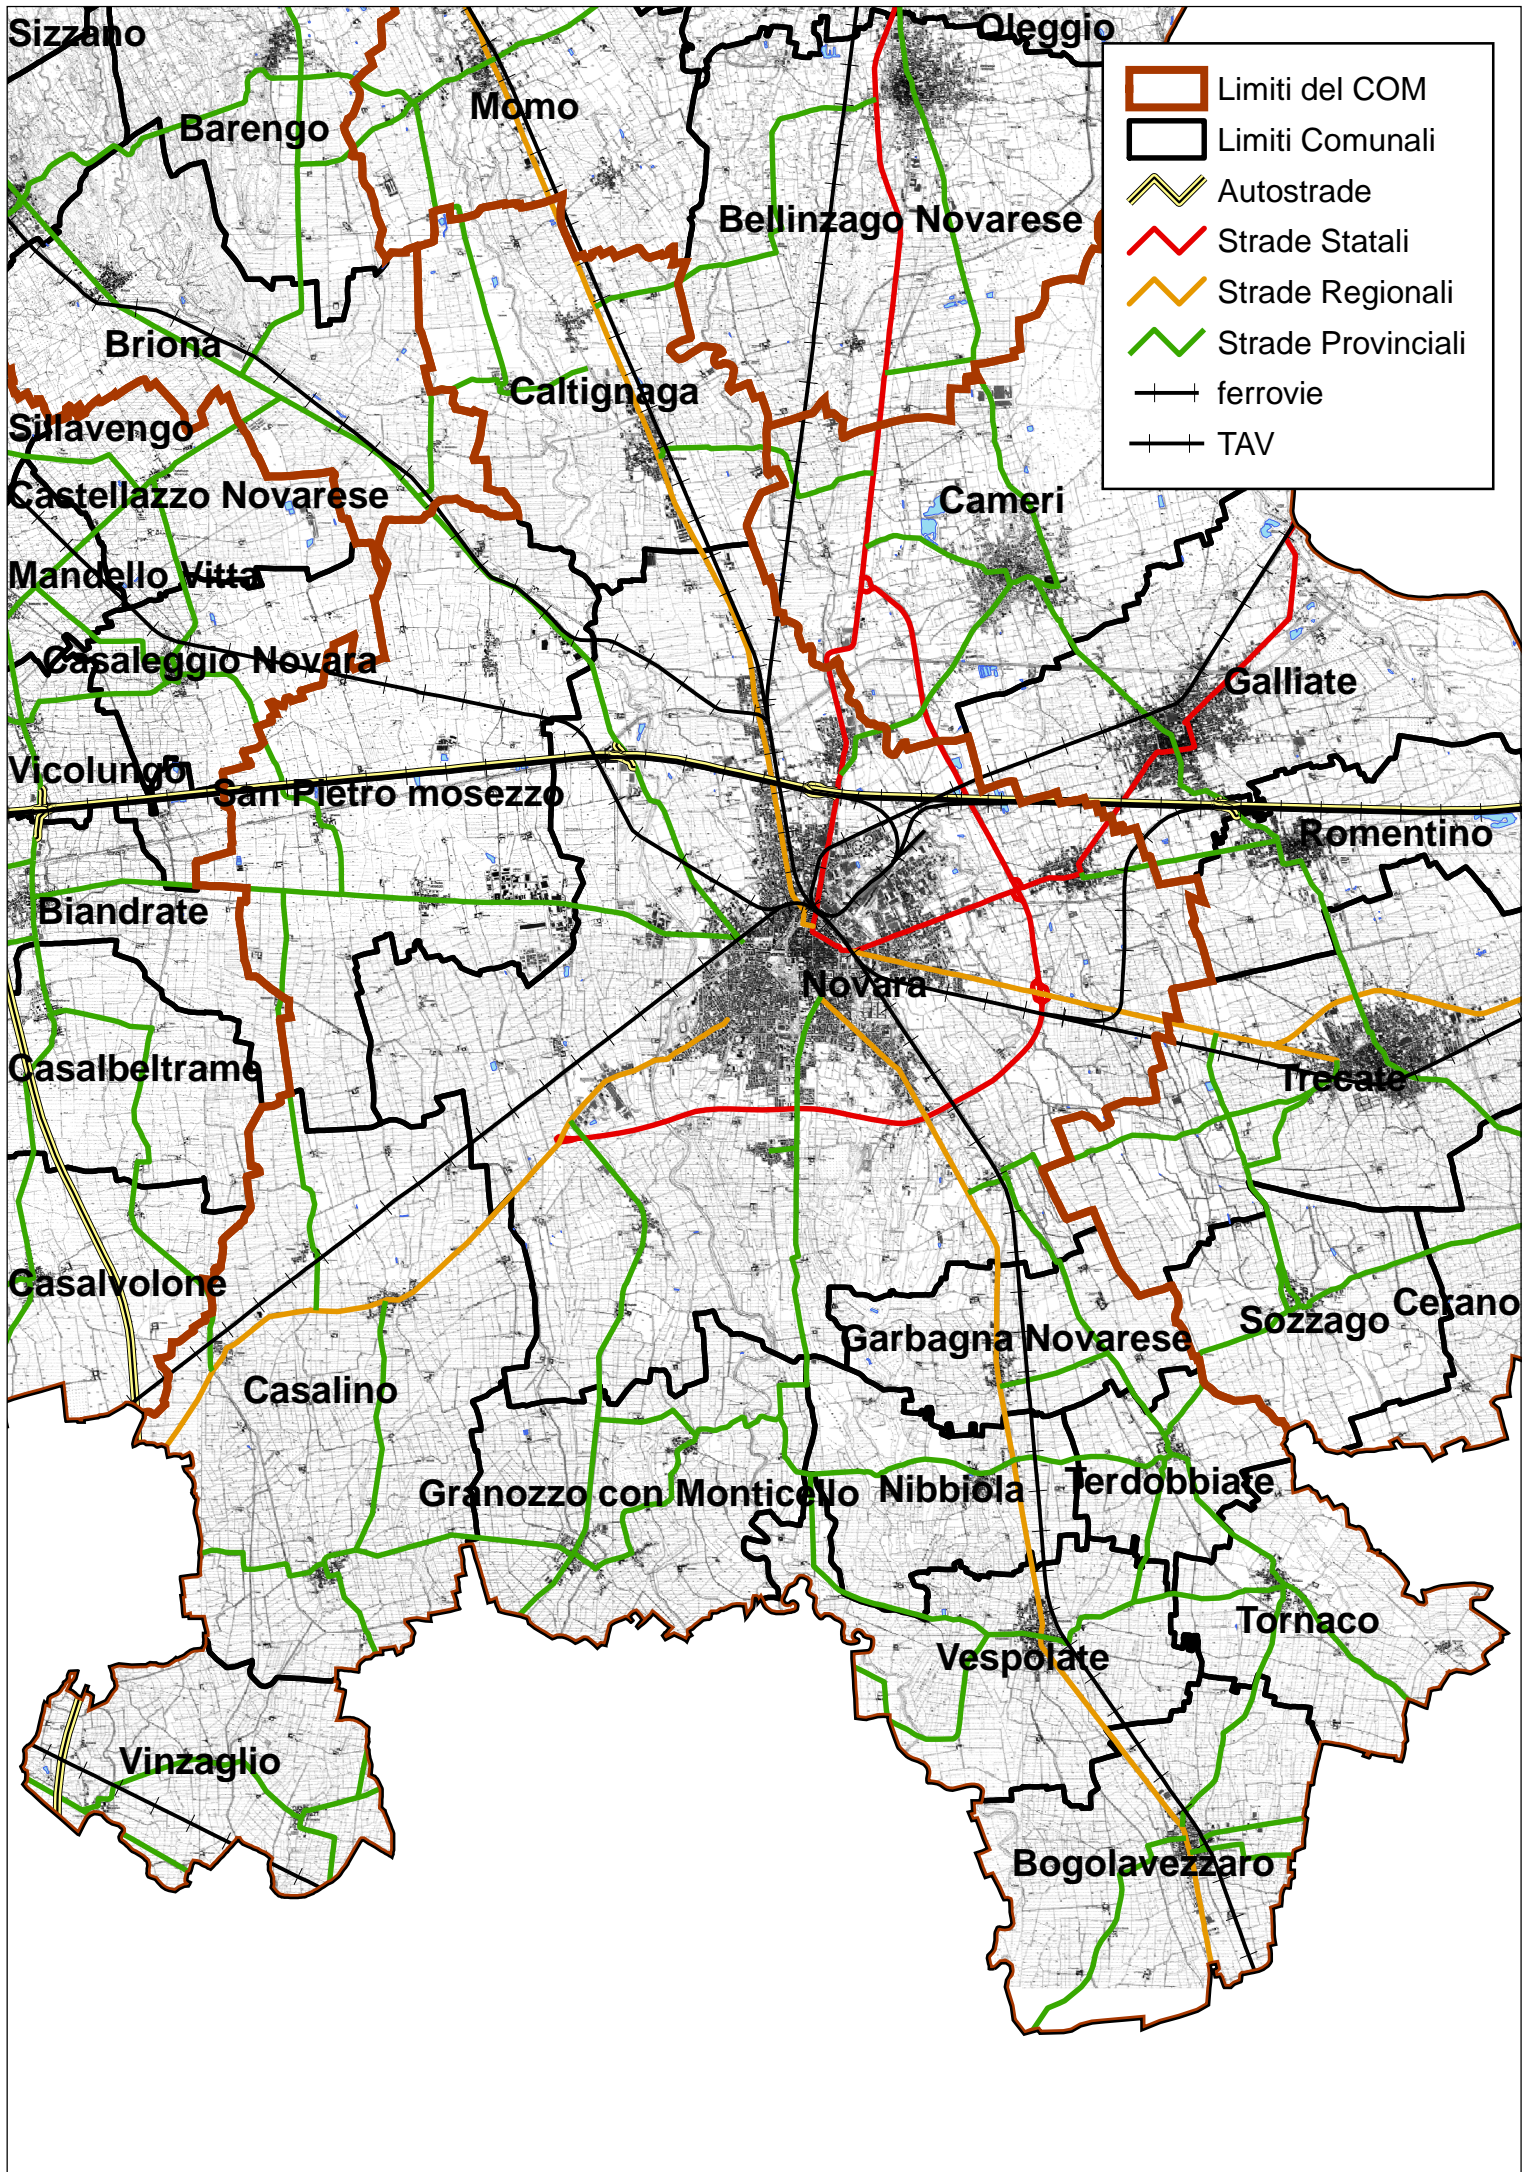 Sizzano
Oleggio
Limiti del COM
Limiti Comunali
Autostrade
Strade Statali
Strade Regionali
Strade Provinciali
ferrovie
TAV
Momo
Barengo
Bellinzago Novarese
Briona
Caltignaga
Sillavengo
Castellazzo Novarese
Cameri
Mandello Vitta
Casaleggio Novara
Galliate
Vicolungo
San Pietro mosezzo
Romentino
Biandrate
Novara
Casalbeltrame
Trecate
Casalvolone
Cerano
Sozzago
Garbagna Novarese
Casalino
Granozzo con Monticello
Nibbiola
Terdobbiate
Tornaco
Vespolate
Vinzaglio
Bogolavezzaro